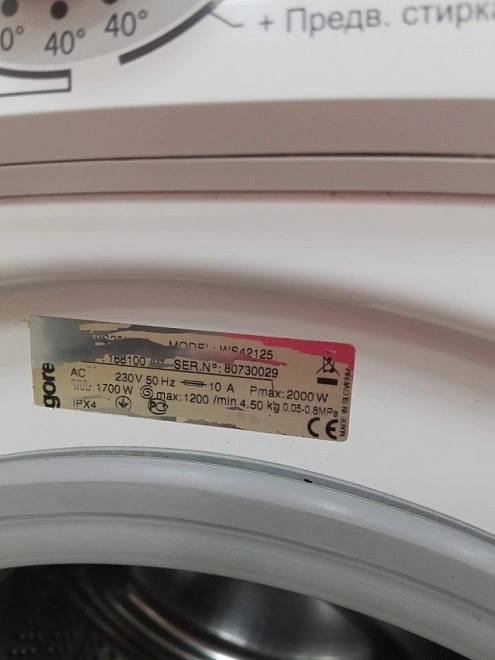 0° 40° 40° + Предв. стирка
MODEL: WS42125
188100 SER.N°: 80730029
AC 230V 50 Hz 10 A Pmax: 2000 W
1700 W max: 1200 /min 4.50 kg 0.05-0.8MPa
IPX4 CE
gore
MADE IN SLOVENIA